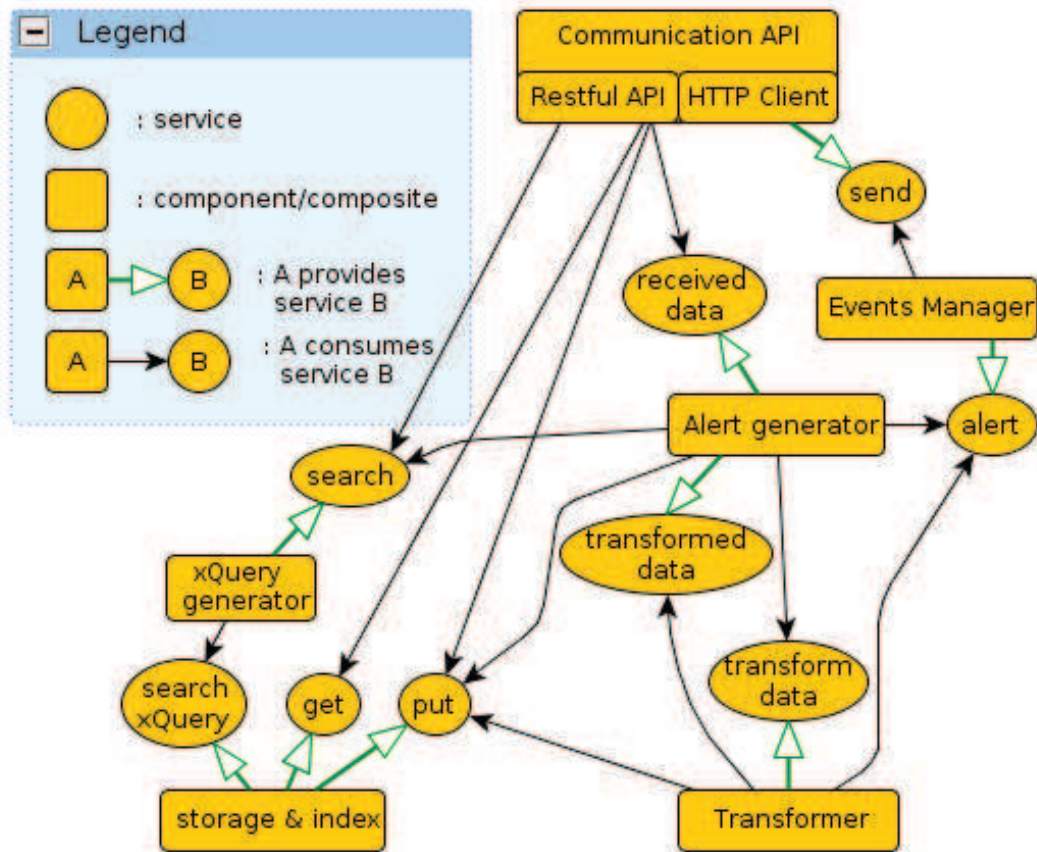 Legend
: service
: component/composite
A
B
: A provides
service B
A
B
: A consumes
service B
Communication API
Restful API
HTTP Client
send
received
data
Events Manager
Alert generator
alert
search
transformed
data
xQuery
generator
transform
data
search
xQuery
get
put
storage & index
Transformer